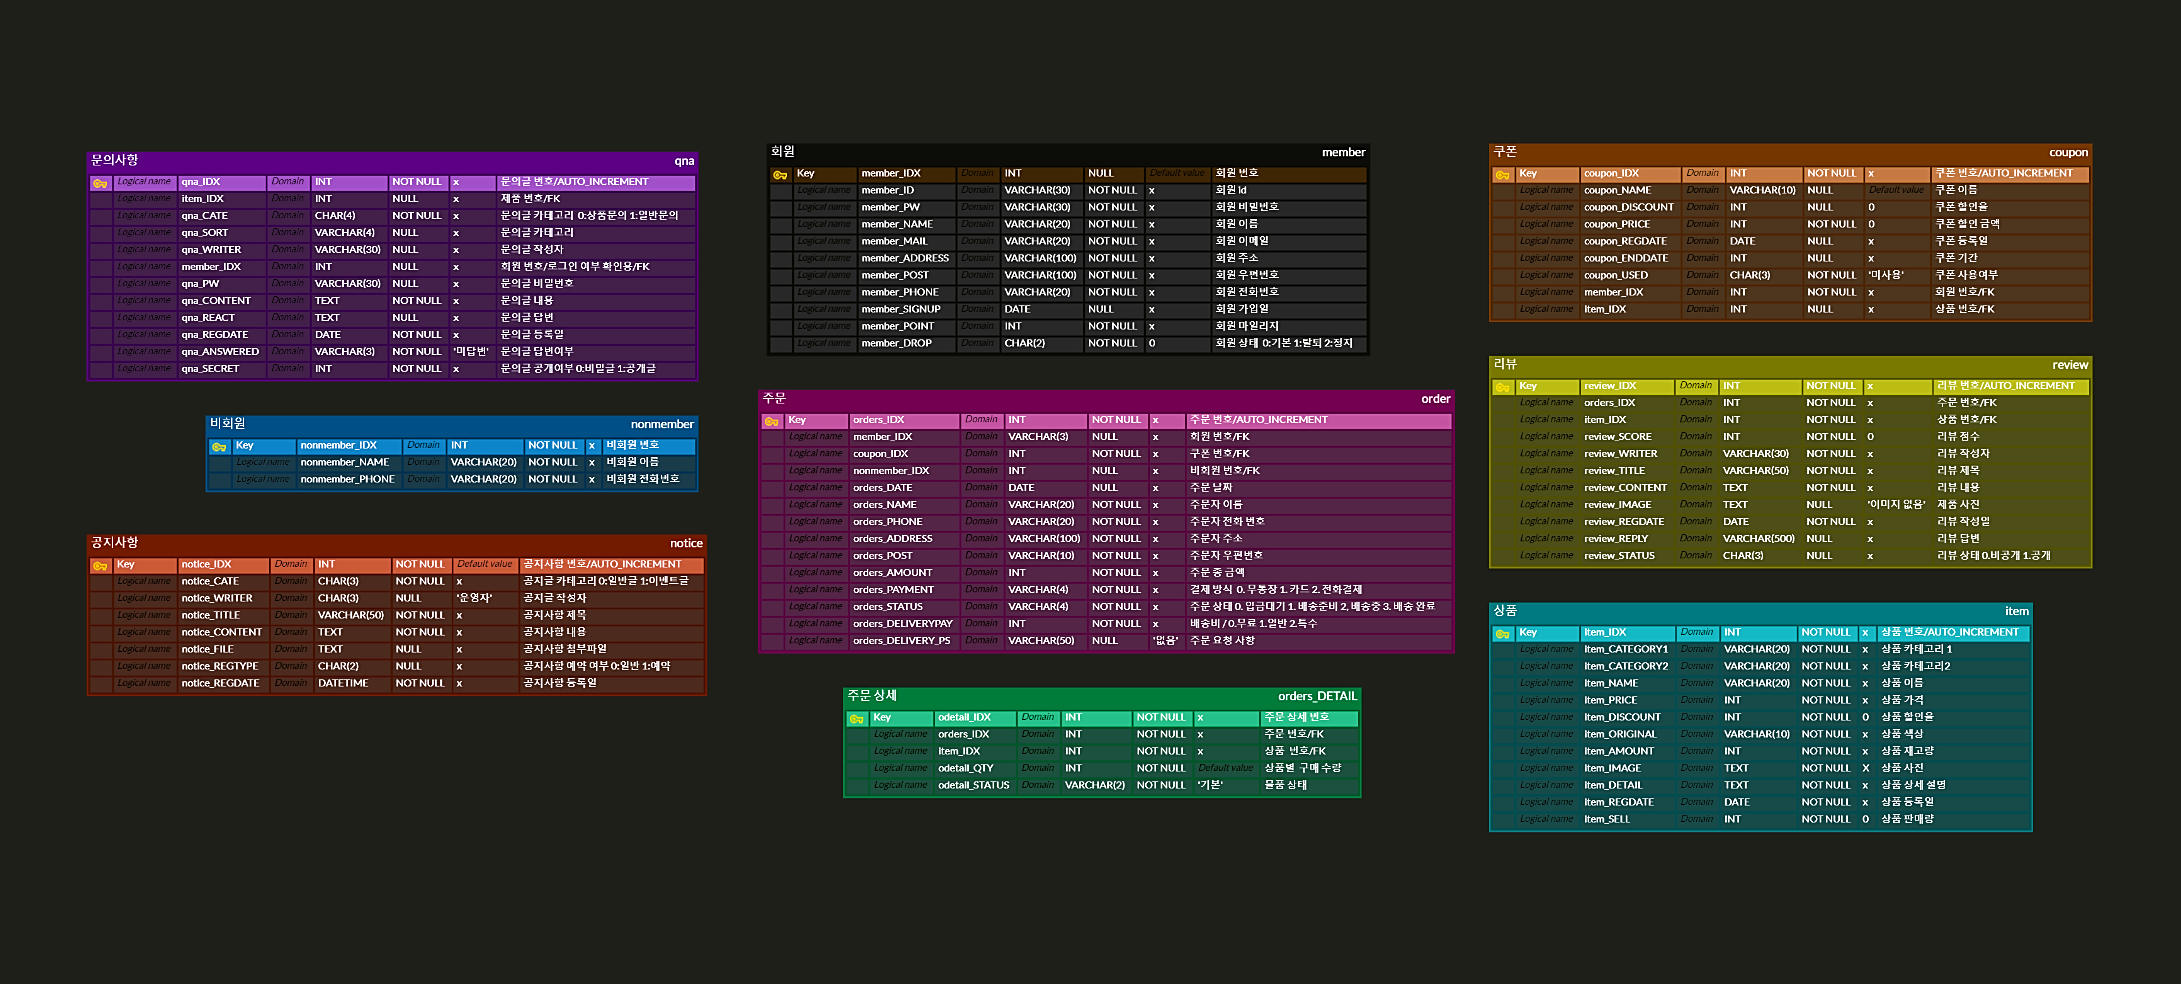 문의사항 qna
Logical name qna_IDX Domain INT NOT NULL x 문의글 번호/AUTO_INCREMENT
Logical name item_IDX Domain INT NULL x 제품 번호/FK
Logical name qna_CATE Domain CHAR(4) NOT NULL x 문의글 카테고리 0:상품문의 1:일반문의
Logical name qna_SORT Domain VARCHAR(4) NULL x 문의글 카테고리
Logical name qna_WRITER Domain VARCHAR(30) NULL x 문의글 작성자
Logical name member_IDX Domain INT NULL x 회원 번호/로그인 여부 확인용/FK
Logical name qna_PW Domain VARCHAR(30) NULL x 문의글 비밀번호
Logical name qna_CONTENT Domain TEXT NOT NULL x 문의글 내용
Logical name qna_REACT Domain TEXT NULL x 문의글 답변
Logical name qna_REGDATE Domain DATE NOT NULL x 문의글 등록일
Logical name qna_ANSWERED Domain VARCHAR(3) NOT NULL '미답변' 문의글 답변여부
Logical name qna_SECRET Domain INT NOT NULL x 문의글 공개여부 0:비밀글 1:공개글
비회원 nonmember
Key nonmember_IDX Domain INT NOT NULL x 비회원 번호
Logical name nonmember_NAME Domain VARCHAR(20) NOT NULL x 비회원 이름
Logical name nonmember_PHONE Domain VARCHAR(20) NOT NULL x 비회원 전화번호
공지사항 notice
Key notice_IDX Domain INT NOT NULL Default value 공지사항 번호/AUTO_INCREMENT
Logical name notice_CATE Domain CHAR(3) NOT NULL x 공지글 카테고리 0:일반글 1:이벤트글
Logical name notice_WRITER Domain CHAR(3) NULL '운영자' 공지글 작성자
Logical name notice_TITLE Domain VARCHAR(50) NOT NULL x 공지사항 제목
Logical name notice_CONTENT Domain TEXT NOT NULL x 공지사항 내용
Logical name notice_FILE Domain TEXT NULL x 공지사항 첨부파일
Logical name notice_REGTYPE Domain CHAR(2) NULL x 공지사항 예약 여부 0:일반 1:예약
Logical name notice_REGDATE Domain DATETIME NOT NULL x 공지사항 등록일
회원 member
Key member_IDX Domain INT NULL Default value 회원 번호
Logical name member_ID Domain VARCHAR(30) NOT NULL x 회원 id
Logical name member_PW Domain VARCHAR(30) NOT NULL x 회원 비밀번호
Logical name member_NAME Domain VARCHAR(20) NOT NULL x 회원 이름
Logical name member_MAIL Domain VARCHAR(20) NOT NULL x 회원 이메일
Logical name member_ADDRESS Domain VARCHAR(100) NOT NULL x 회원 주소
Logical name member_POST Domain VARCHAR(100) NOT NULL x 회원 우편번호
Logical name member_PHONE Domain VARCHAR(20) NOT NULL x 회원 전화번호
Logical name member_SIGNUP Domain DATE NULL x 회원 가입일
Logical name member_POINT Domain INT NOT NULL x 회원 마일리지
Logical name member_DROP Domain CHAR(2) NOT NULL 0 회원 상태 0:기본 1:탈퇴 2:정지
주문 order
Key orders_IDX Domain INT NOT NULL x 주문 번호/AUTO_INCREMENT
Logical name member_IDX Domain VARCHAR(3) NULL x 회원 번호/FK
Logical name coupon_IDX Domain INT NOT NULL x 쿠폰 번호/FK
Logical name nonmember_IDX Domain INT NULL x 비회원 번호/FK
Logical name orders_DATE Domain DATE NULL x 주문 날짜
Logical name orders_NAME Domain VARCHAR(20) NOT NULL x 주문자 이름
Logical name orders_PHONE Domain VARCHAR(20) NOT NULL x 주문자 전화 번호
Logical name orders_ADDRESS Domain VARCHAR(100) NOT NULL x 주문자 주소
Logical name orders_POST Domain VARCHAR(10) NOT NULL x 주문자 우편번호
Logical name orders_AMOUNT Domain INT NOT NULL x 주문 총 금액
Logical name orders_PAYMENT Domain VARCHAR(4) NOT NULL x 결제 방식 0. 무통장 1. 카드 2. 전화결제
Logical name orders_STATUS Domain VARCHAR(4) NOT NULL x 주문 상태 0. 입금대기 1. 배송준비 2, 배송중 3. 배송 완료
Logical name orders_DELIVERYPAY Domain INT NOT NULL x 배송비 / 0.무료 1.일반 2.특수
Logical name orders_DELIVERY_PS Domain VARCHAR(50) NULL '없음' 주문 요청 사항
주문 상세 orders_DETAIL
Key odetail_IDX Domain INT NOT NULL x 주문 상세 번호
Logical name orders_IDX Domain INT NOT NULL x 주문 번호/FK
Logical name item_IDX Domain INT NOT NULL x 상품 번호/FK
Logical name odetail_QTY Domain INT NOT NULL Default value 상품별 구매 수량
Logical name odetail_STATUS Domain VARCHAR(2) NOT NULL '기본' 물품 상태
쿠폰 coupon
Key coupon_IDX Domain INT NOT NULL x 쿠폰 번호/AUTO_INCREMENT
Logical name coupon_NAME Domain VARCHAR(10) NULL Default value 쿠폰 이름
Logical name coupon_DISCOUNT Domain INT NULL 0 쿠폰 할인율
Logical name coupon_PRICE Domain INT NOT NULL 0 쿠폰 할인 금액
Logical name coupon_REGDATE Domain DATE NULL x 쿠폰 등록일
Logical name coupon_ENDDATE Domain INT NULL x 쿠폰 기간
Logical name coupon_USED Domain CHAR(3) NOT NULL '미사용' 쿠폰 사용여부
Logical name member_IDX Domain INT NOT NULL x 회원 번호/FK
Logical name item_IDX Domain INT NULL x 상품 번호/FK
리뷰 review
Key review_IDX Domain INT NOT NULL x 리뷰 번호/AUTO_INCREMENT
Logical name orders_IDX Domain INT NOT NULL x 주문 번호/FK
Logical name item_IDX Domain INT NOT NULL x 상품 번호/FK
Logical name review_SCORE Domain INT NOT NULL 0 리뷰 점수
Logical name review_WRITER Domain VARCHAR(30) NOT NULL x 리뷰 작성자
Logical name review_TITLE Domain VARCHAR(50) NOT NULL x 리뷰 제목
Logical name review_CONTENT Domain TEXT NOT NULL x 리뷰 내용
Logical name review_IMAGE Domain TEXT NULL '이미지 없음' 제품 사진
Logical name review_REGDATE Domain DATE NOT NULL x 리뷰 작성일
Logical name review_REPLY Domain VARCHAR(500) NULL x 리뷰 답변
Logical name review_STATUS Domain CHAR(3) NULL x 리뷰 상태 0.비공개 1.공개
상품 item
Key item_IDX Domain INT NOT NULL x 상품 번호/AUTO_INCREMENT
Logical name item_CATEGORY1 Domain VARCHAR(20) NOT NULL x 상품 카테고리 1
Logical name item_CATEGORY2 Domain VARCHAR(20) NOT NULL x 상품 카테고리2
Logical name item_NAME Domain VARCHAR(20) NOT NULL x 상품 이름
Logical name item_PRICE Domain INT NOT NULL x 상품 가격
Logical name item_DISCOUNT Domain INT NOT NULL 0 상품 할인율
Logical name item_ORIGINAL Domain VARCHAR(10) NOT NULL x 상품 색상
Logical name item_AMOUNT Domain INT NOT NULL x 상품 재고량
Logical name item_IMAGE Domain TEXT NOT NULL X 상품 사진
Logical name item_DETAIL Domain TEXT NOT NULL x 상품 상세 설명
Logical name item_REGDATE Domain DATE NOT NULL x 상품 등록일
Logical name item_SELL Domain INT NOT NULL 0 상품 판매량